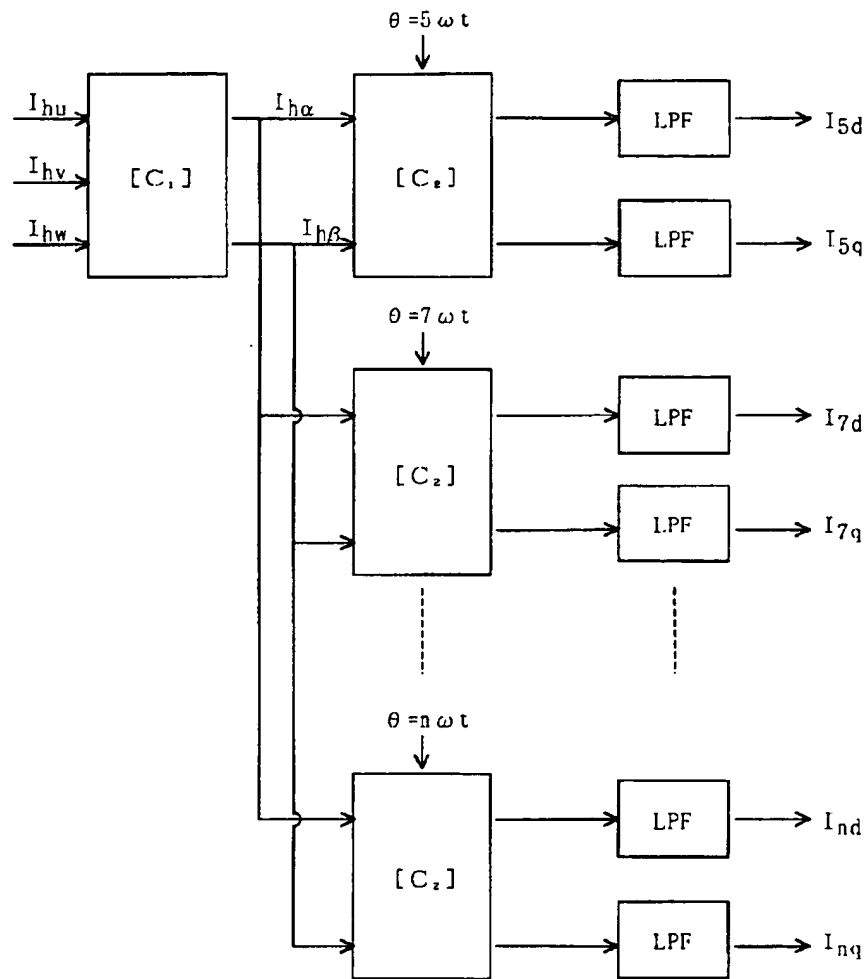 θ = 5 ω t
I_hu
I_hα
LPF
I_5d
I_hv
[C₁]
[C₂]
I_hw
I_hβ
LPF
I_5q
θ = 7 ω t
LPF
I_7d
[C₂]
LPF
I_7q
θ = n ω t
LPF
I_nd
[C₂]
LPF
I_nq